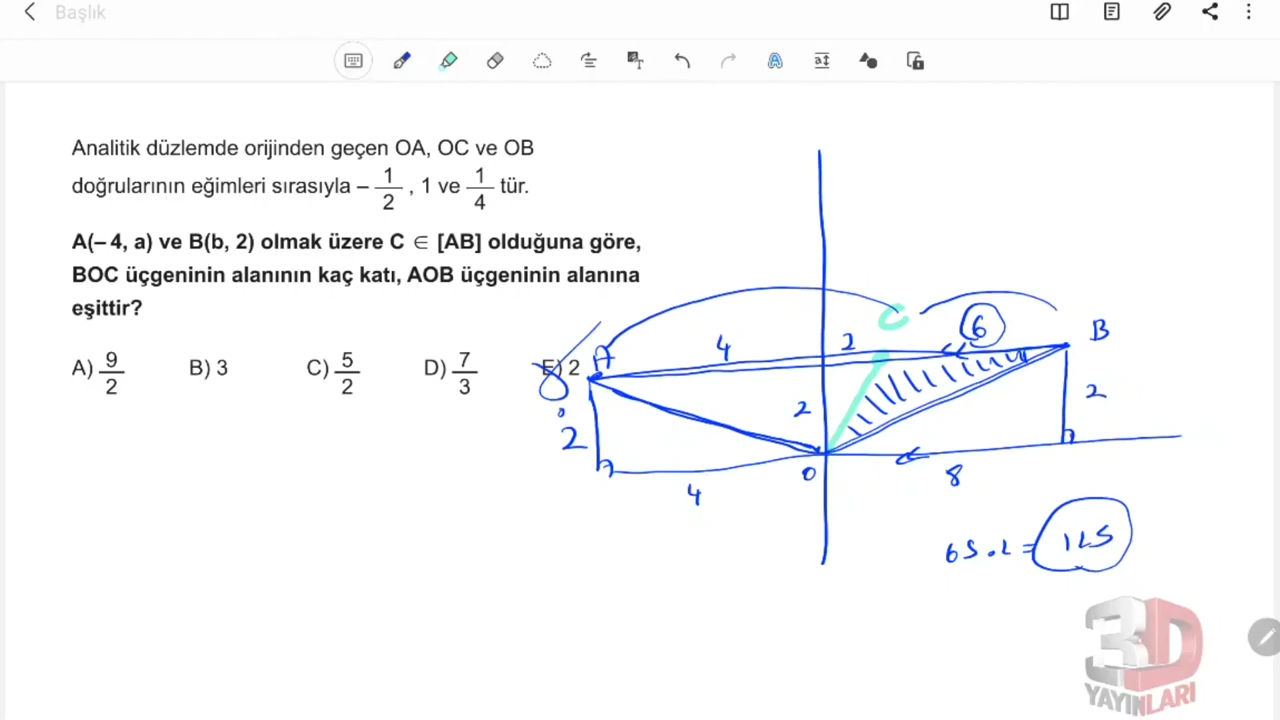 Başlık
Analitik düzlemde orijinden geçen OA, OC ve OB
doğrularının eğimleri sırasıyla – 1/2 , 1 ve 1/4 tür.
A(– 4, a) ve B(b, 2) olmak üzere C ∈ [AB] olduğuna göre,
BOC üçgeninin alanının kaç katı, AOB üçgeninin alanına
eşittir?
A) 9/2 B) 3 C) 5/2 D) 7/3 E) 2
C
6
B
A
4
2
2
2
2
O
8
4
6S.2 = 12S
3D
YAYINLARI